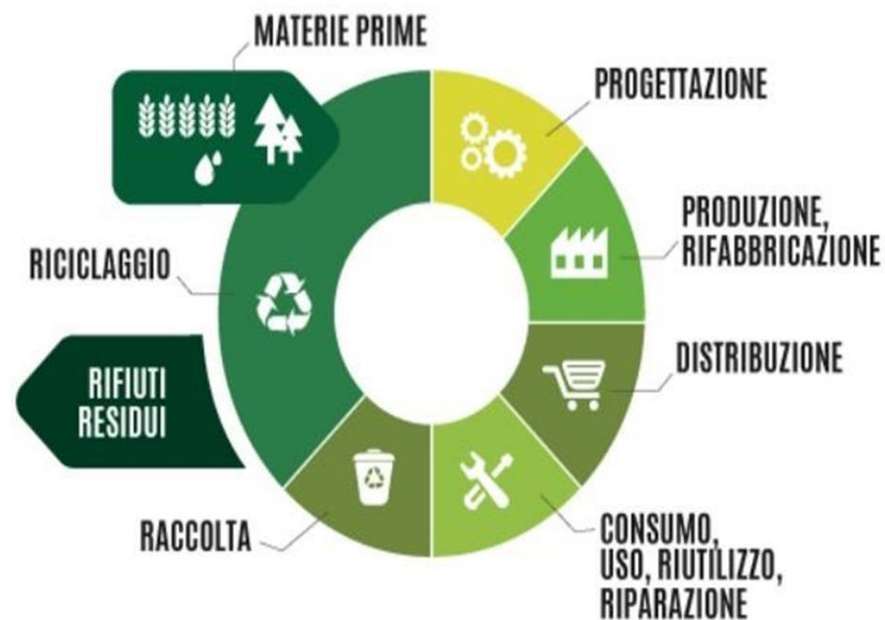 MATERIE PRIME
PROGETTAZIONE
PRODUZIONE,
RIFABBRICAZIONE
DISTRIBUZIONE
CONSUMO,
USO, RIUTILIZZO,
RIPARAZIONE
RACCOLTA
RIFIUTI
RESIDUI
RICICLAGGIO